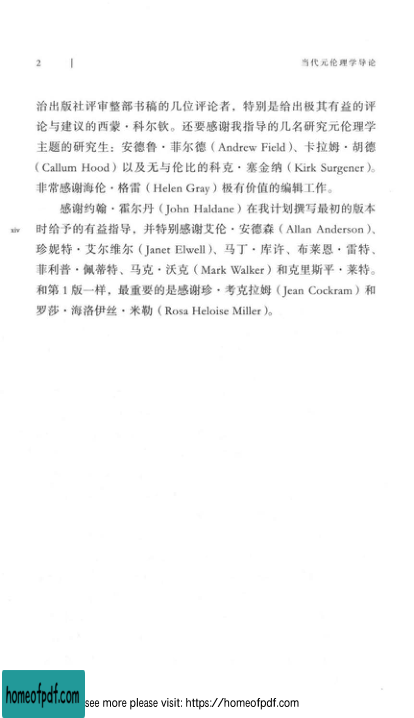 2 | 当代元伦理学导论
治出版社评审整部书稿的几位评论者，特别是给出极其有益的评
论与建议的西蒙·科尔钦。还要感谢我指导的几名研究元伦理学
主题的研究生：安德鲁·菲尔德（Andrew Field）、卡拉姆·胡德
（Callum Hood）以及无与伦比的科克·塞金纳（Kirk Surgener）。
非常感谢海伦·格雷（Helen Gray）极有价值的编辑工作。
感谢约翰·霍尔丹（John Haldane）在我计划撰写最初的版本
xiv 时给予的有益指导，并特别感谢艾伦·安德森（Allan Anderson）、
珍妮特·艾尔维尔（Janet Elwell）、马丁·库许、布莱恩·雷特、
菲利普·佩蒂特、马克·沃克（Mark Walker）和克里斯平·莱特。
和第 1 版一样，最重要的是感谢珍·考克拉姆（Jean Cockram）和
罗莎·海洛伊丝·米勒（Rosa Heloise Miller）。
homeofpdf.com
see more please visit: https://homeofpdf.com